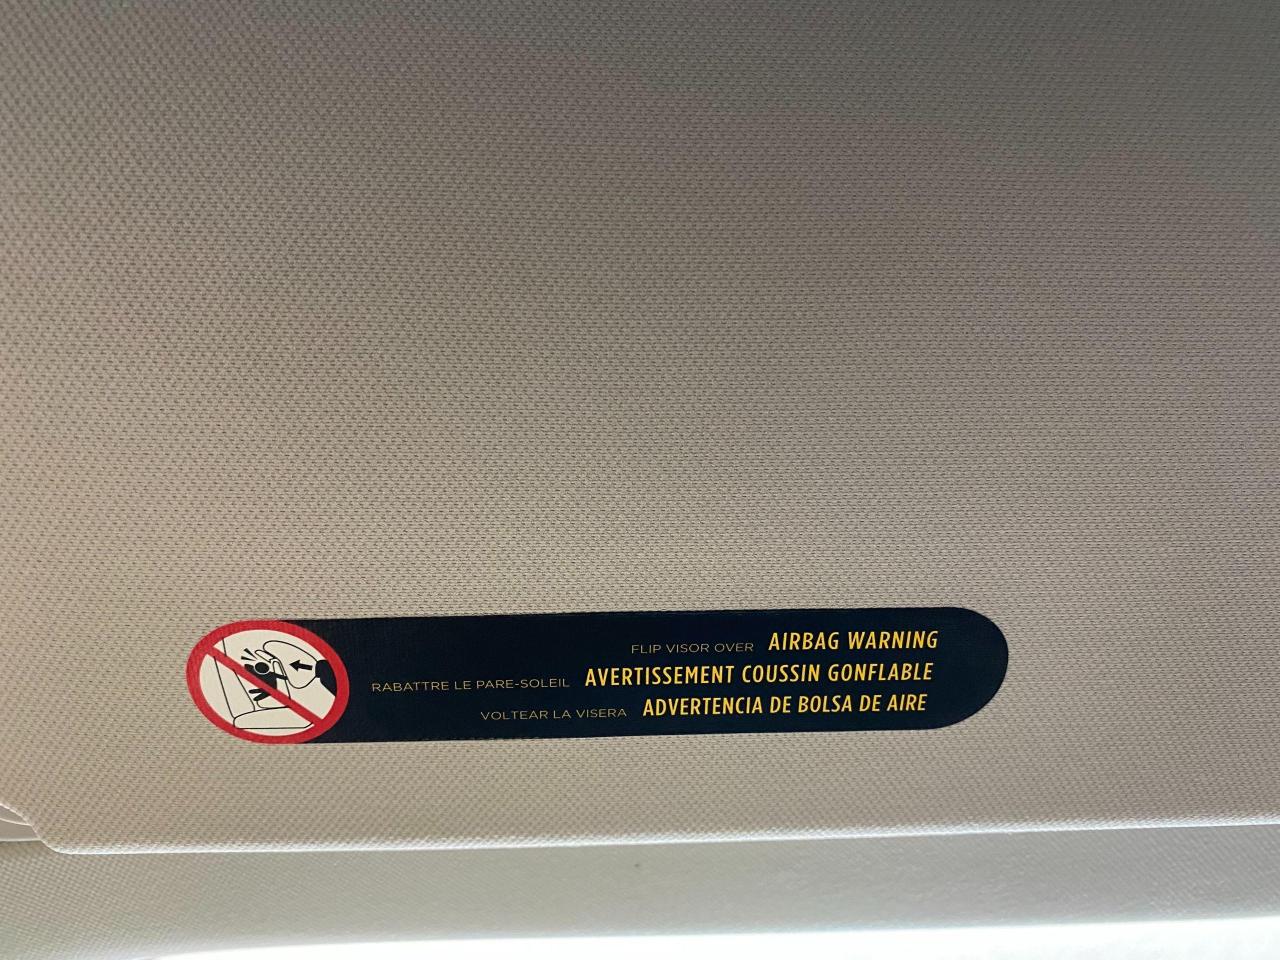 FLIP VISOR OVER AIRBAG WARNING
RABATTRE LE PARE-SOLEIL AVERTISSEMENT COUSSIN GONFLABLE
VOLTEAR LA VISERA ADVERTENCIA DE BOLSA DE AIRE